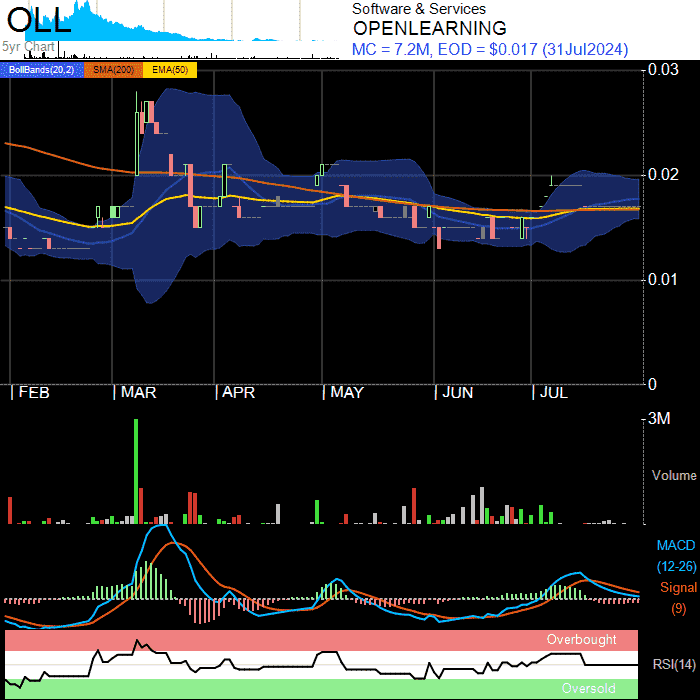 OLL
5yr Chart
Software & Services
OPENLEARNING
MC = 7.2M, EOD = $0.017 (31Jul2024)
BollBands(20,2) SMA(200) EMA(50)
0.03
0.02
0.01
0
FEB MAR APR MAY JUN JUL
3M
Volume
MACD
(12-26)
Signal
(9)
Overbought
RSI(14)
Oversold